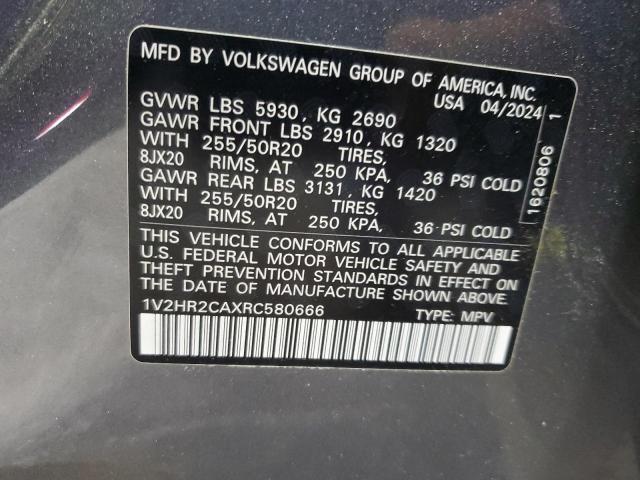 MFD BY VOLKSWAGEN GROUP OF AMERICA, INC.
USA 04/2024
GVWR LBS 5930, KG 2690
GAWR FRONT LBS 2910, KG 1320
WITH 255/50R20 TIRES,
8JX20 RIMS, AT 250 KPA, 36 PSI COLD
GAWR REAR LBS 3131, KG 1420
WITH 255/50R20 TIRES,
8JX20 RIMS, AT 250 KPA, 36 PSI COLD
THIS VEHICLE CONFORMS TO ALL APPLICABLE
U.S. FEDERAL MOTOR VEHICLE SAFETY AND
THEFT PREVENTION STANDARDS IN EFFECT ON
THE DATE OF MANUFACTURE SHOWN ABOVE.
1V2HR2CAXRC580666 TYPE: MPV
1620806 1